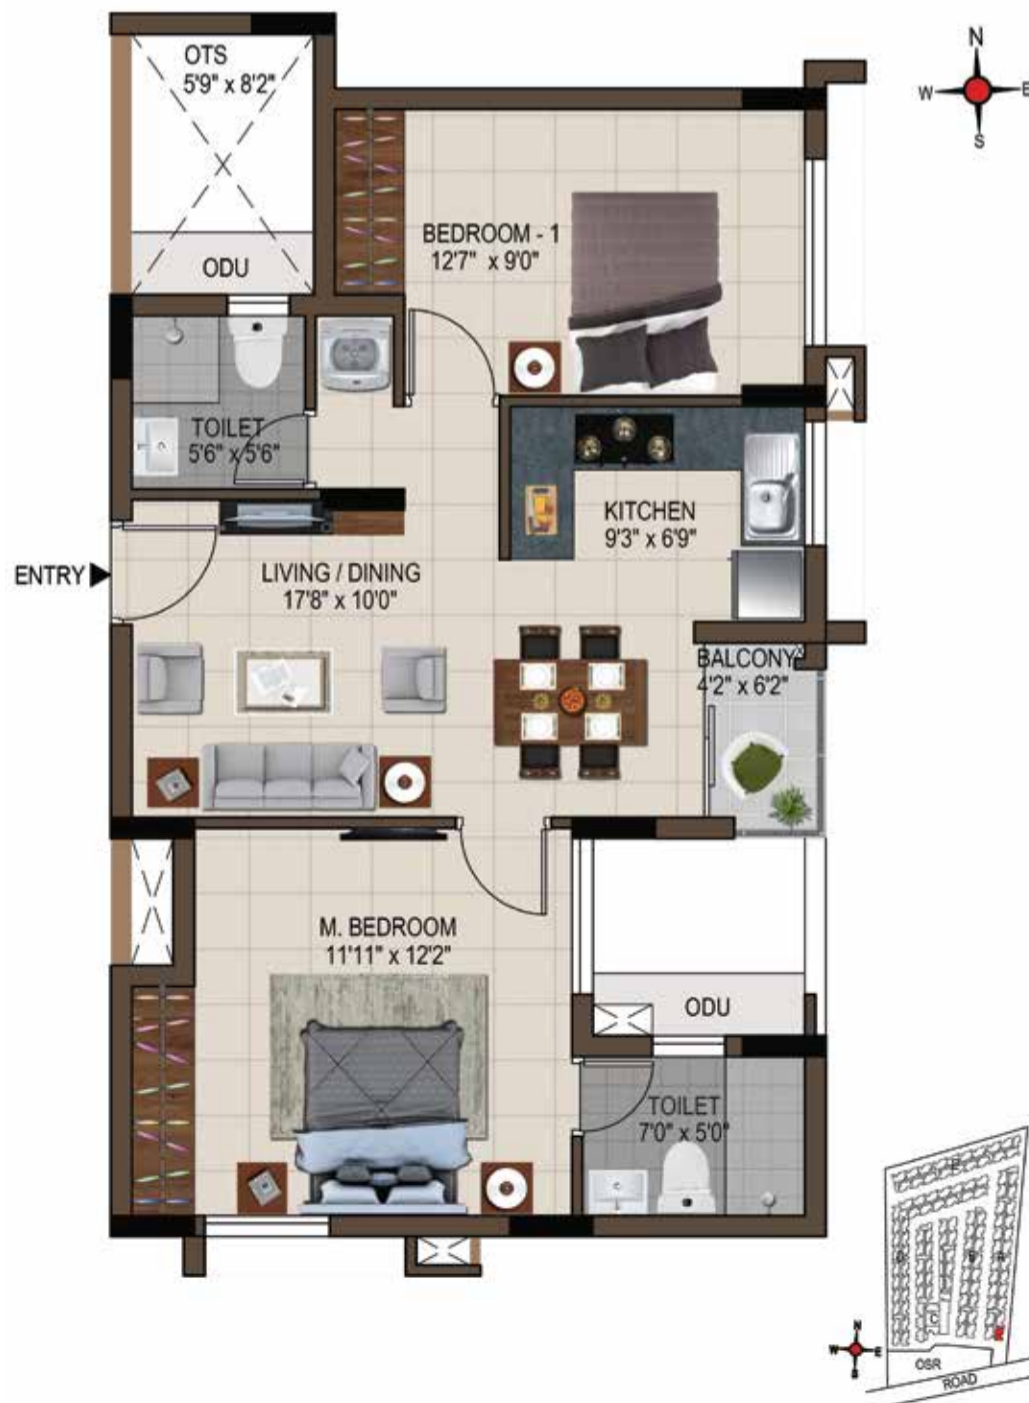 OTS
5'9" x 8'2"
N
W
E
S
BEDROOM - 1
12'7" x 9'0"
ODU
TOILET
5'6" x 5'6"
KITCHEN
9'3" x 6'9"
ENTRY
LIVING / DINING
17'8" x 10'0"
BALCONY
4'2" x 6'2"
M. BEDROOM
11'11" x 12'2"
ODU
TOILET
7'0" x 5'0"
E
D
B
A
C
N
W
E
S
OSR
ROAD